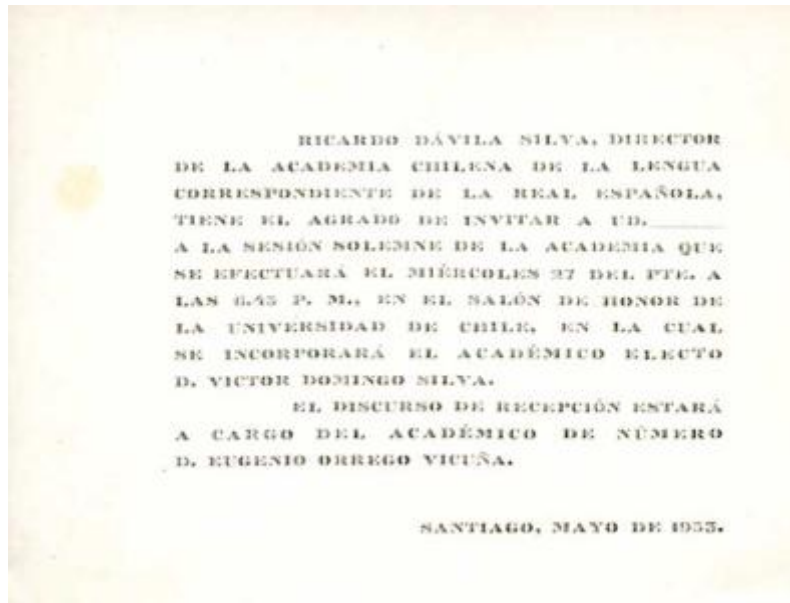 RICARDO DÁVILA SILVA, DIRECTOR
DE LA ACADEMIA CHILENA DE LA LENGUA
CORRESPONDIENTE DE LA REAL ESPAÑOLA,
TIENE EL AGRADO DE INVITAR A UD.
A LA SESIÓN SOLEMNE DE LA ACADEMIA QUE
SE EFECTUARÁ EL MIÉRCOLES 27 DEL PTE. A
LAS 6.45 P. M., EN EL SALÓN DE HONOR DE
LA UNIVERSIDAD DE CHILE, EN LA CUAL
SE INCORPORARÁ EL ACADÉMICO ELECTO
D. VICTOR DOMINGO SILVA.
EL DISCURSO DE RECEPCIÓN ESTARÁ
A CARGO DEL ACADÉMICO DE NÚMERO
D. EUGENIO ORREGO VICUÑA.
SANTIAGO, MAYO DE 1953.